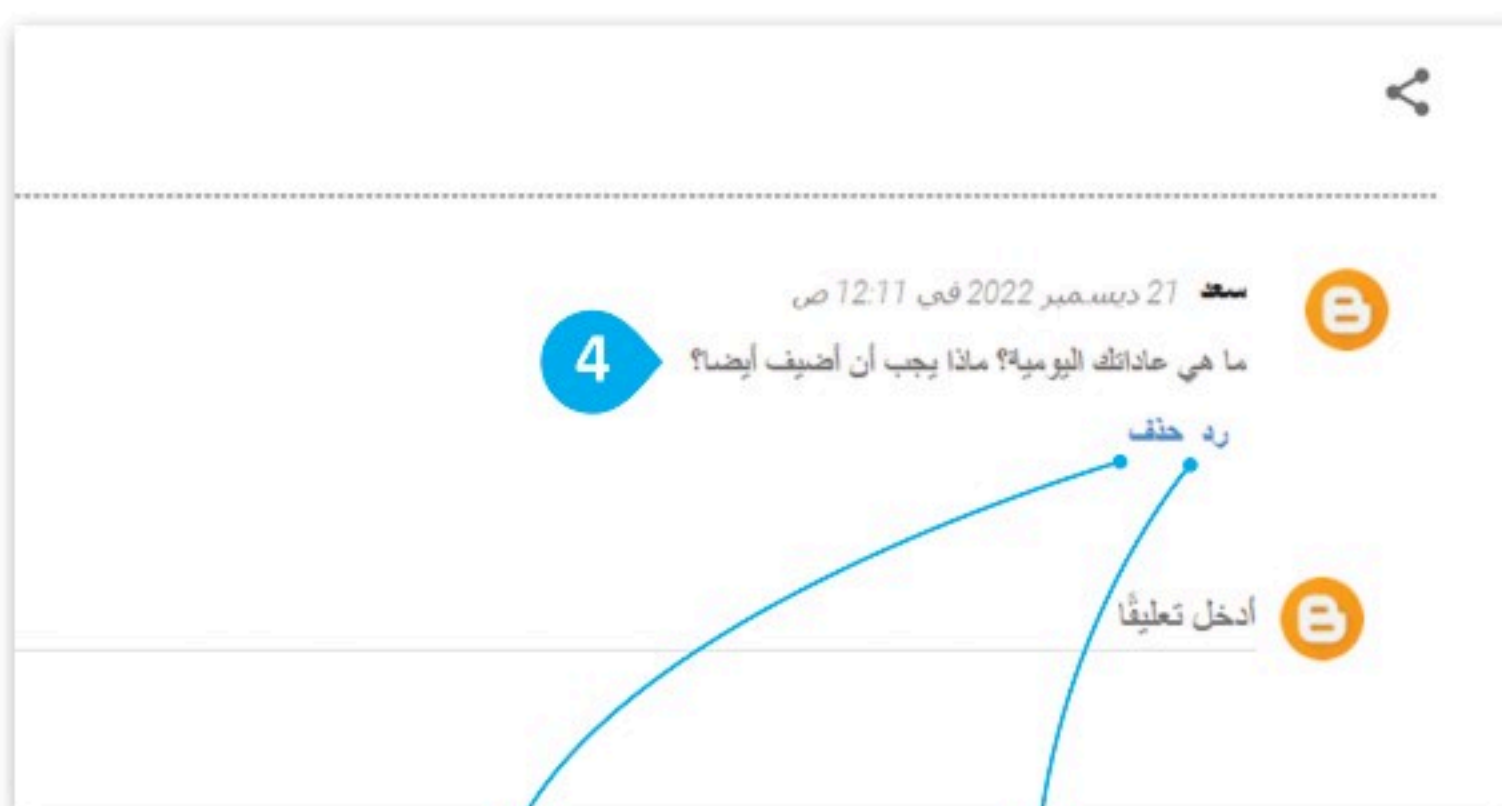 سعد 21 ديسمبر 2022 في 12:11 ص
ما هي عاداتك اليومية؟ ماذا يجب أن أضيف أيضا؟
4
رد حذف
أدخل تعليقًا